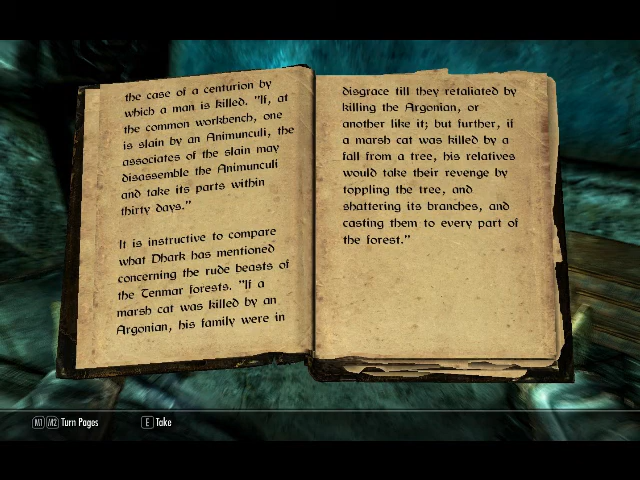 the case of a centurion by
which a man is killed. "If, at
the common workbench, one
is slain by an Animunculi, the
associates of the slain may
disassemble the Animunculi
and take its parts within
thirty days."
It is instructive to compare
what Dhark has mentioned
concerning the rude beasts of
the Tenmar forests. "If a
marsh cat was killed by an
Argonian, his family were in
disgrace till they retaliated by
killing the Argonian, or
another like it; but further, if
a marsh cat was killed by a
fall from a tree, his relatives
would take their revenge by
toppling the tree, and
shattering its branches, and
casting them to every part of
the forest."
M1 M2 Turn Pages
E Take